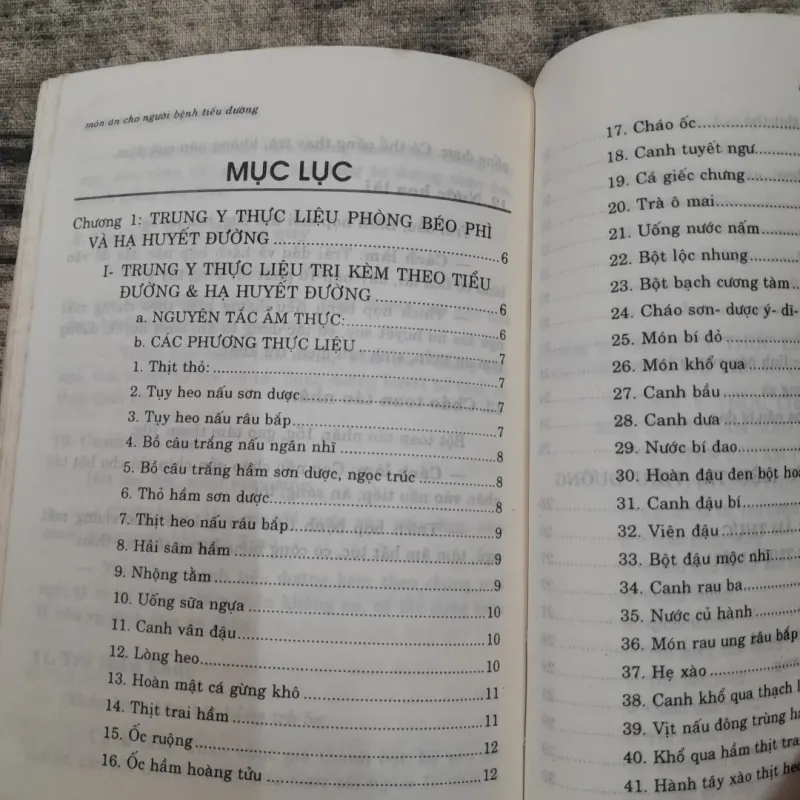 món ăn cho người bệnh tiểu đường
MỤC LỤC
Chương 1: TRUNG Y THỰC LIỆU PHÒNG BÉO PHÌ
VÀ HẠ HUYẾT ĐƯỜNG.....6
I- TRUNG Y THỰC LIỆU TRỊ KÈM THEO TIỂU
ĐƯỜNG & HẠ HUYẾT ĐƯỜNG.....6
a. NGUYÊN TẮC ẨM THỰC:.....6
b. CÁC PHƯƠNG THỰC LIỆU.....7
1. Thịt thỏ:.....7
2. Tụy heo nấu sơn dược.....7
3. Tụy heo nấu râu bắp.....7
4. Bồ câu trắng nấu ngân nhĩ.....8
5. Bồ câu trắng hầm sơn dược, ngọc trúc.....8
6. Thỏ hầm sơn dược.....8
7. Thịt heo nấu râu bắp.....9
8. Hải sâm hầm.....9
9. Nhộng tằm.....9
10. Uống sữa ngựa.....10
11. Canh vân đậu.....10
12. Lòng heo.....10
13. Hoàn mật cá gừng khô.....11
14. Thịt trai hầm.....11
15. Ốc ruộng.....12
16. Ốc hầm hoàng tửu.....12
17. Cháo ốc.....
18. Canh tuyết ngư.....
19. Cá giếc chưng.....
20. Trà ô mai.....
21. Uống nước nấm.....
22. Bột lộc nhung.....
23. Bột bạch cương tàm.....
24. Cháo sơn- dược ý- dĩ-
25. Món bí đỏ.....
26. Món khổ qua.....
27. Canh bầu.....
28. Canh dưa.....
29. Nước bí đao.....
30. Hoàn đậu đen bột
31. Canh đậu bí.....
32. Viên đậu.....
33. Bột đậu mộc nhĩ.....
34. Canh rau ba.....
35. Nước củ hành.....
36. Món rau ung râu bắp
37. Hẹ xào.....
38. Canh khổ qua thạch
39. Vịt nấu đông trùng
40. Khổ qua hầm thịt
41. Hành tây xào thịt